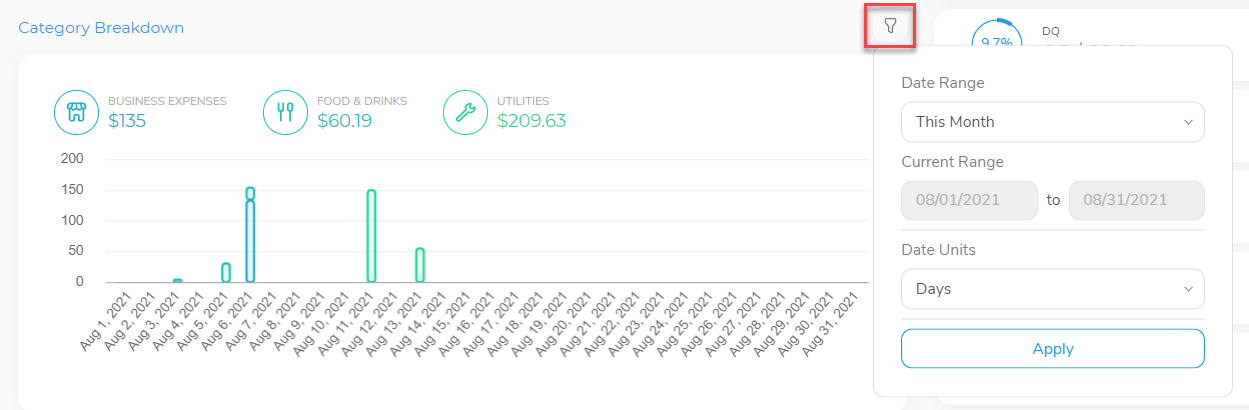 Category Breakdown
BUSINESS EXPENSES
$135
FOOD & DRINKS
$60.19
UTILITIES
$209.63
200
150
100
50
0
Aug 1, 2021
Aug 2, 2021
Aug 3, 2021
Aug 4, 2021
Aug 5, 2021
Aug 6, 2021
Aug 7, 2021
Aug 8, 2021
Aug 9, 2021
Aug 10, 2021
Aug 11, 2021
Aug 12, 2021
Aug 13, 2021
Aug 14, 2021
Aug 15, 2021
Aug 16, 2021
Aug 17, 2021
Aug 18, 2021
Aug 19, 2021
Aug 20, 2021
Aug 21, 2021
Aug 22, 2021
Aug 23, 2021
Aug 24, 2021
Aug 25, 2021
Aug 26, 2021
Aug 27, 2021
Aug 28, 2021
Aug 29, 2021
Aug 30, 2021
Aug 31, 2021
9.7%
DQ
Date Range
This Month
Current Range
08/01/2021 to 08/31/2021
Date Units
Days
Apply